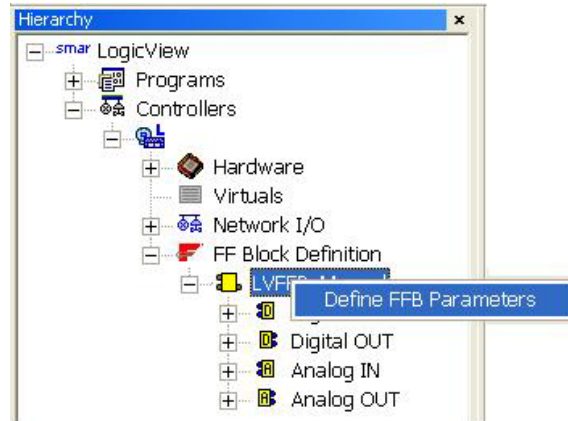 Hierarchy
smar LogicView
Programs
Controllers
L
Hardware
Virtuals
Network I/O
FF Block Definition
Define FFB Parameters
D
D Digital OUT
A Analog IN
A Analog OUT